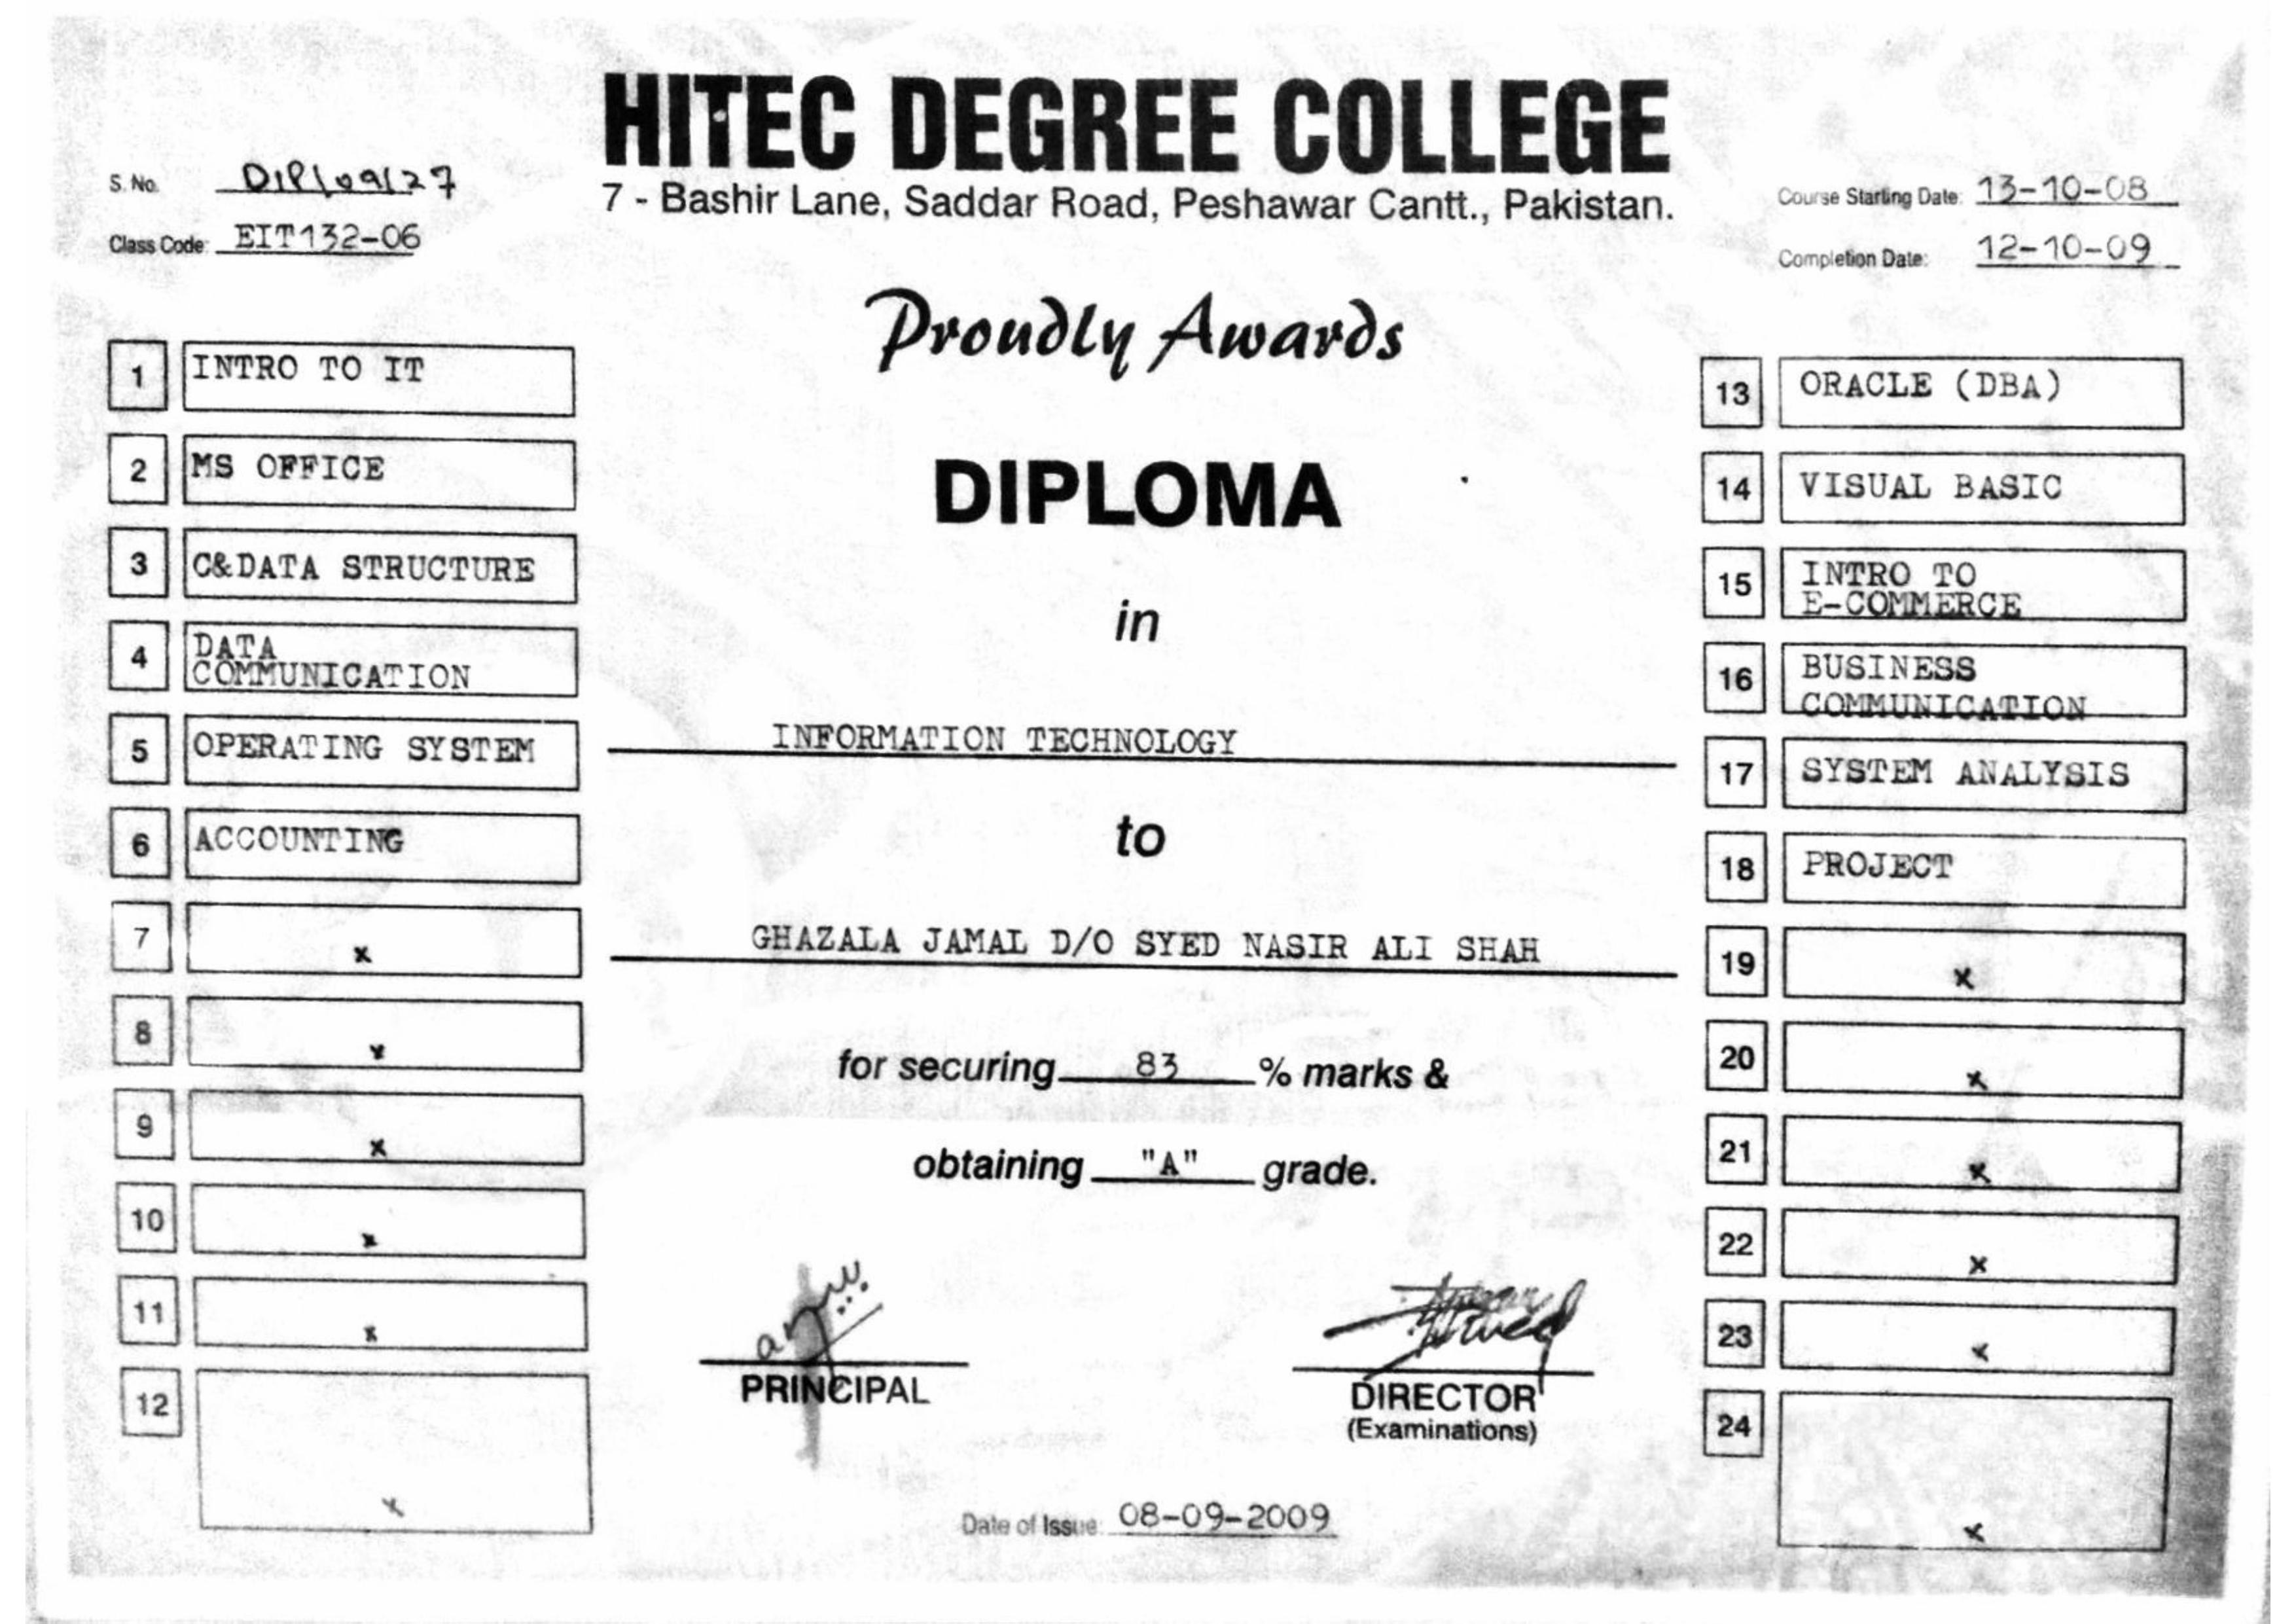 HITEC DEGREE COLLEGE
7 - Bashir Lane, Saddar Road, Peshawar Cantt., Pakistan.
S. No. DIP/09/27
Class Code: EIT132-06
Course Starting Date: 13-10-08
Completion Date: 12-10-09
Proudly Awards
DIPLOMA
in
INFORMATION TECHNOLOGY
to
GHAZALA JAMAL D/O SYED NASIR ALI SHAH
for securing 83 % marks &
obtaining "A" grade.
1 INTRO TO IT
2 MS OFFICE
3 C&DATA STRUCTURE
4 DATA
COMMUNICATION
5 OPERATING SYSTEM
6 ACCOUNTING
7 x
8 x
9 x
10 x
11 x
12 x
13 ORACLE (DBA)
14 VISUAL BASIC
15 INTRO TO
E-COMMERCE
16 BUSINESS
COMMUNICATION
17 SYSTEM ANALYSIS
18 PROJECT
19 x
20 x
21 x
22 x
23 x
24 x
PRINCIPAL
DIRECTOR
(Examinations)
Date of Issue: 08-09-2009